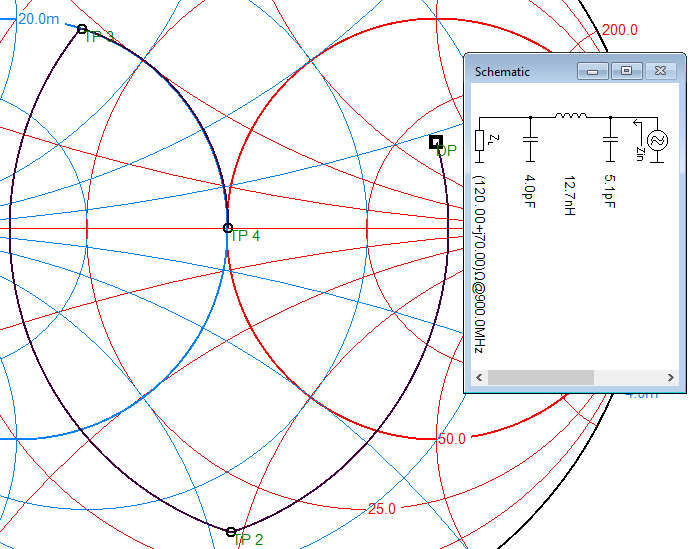 20.0m
TP 3
200.0
Schematic
DP
ZL
Zin
(120.00+j70.00)Ω@900.0MHz
4.0pF
12.7nH
5.1pF
TP 4
4.0m
50.0
25.0
TP 2